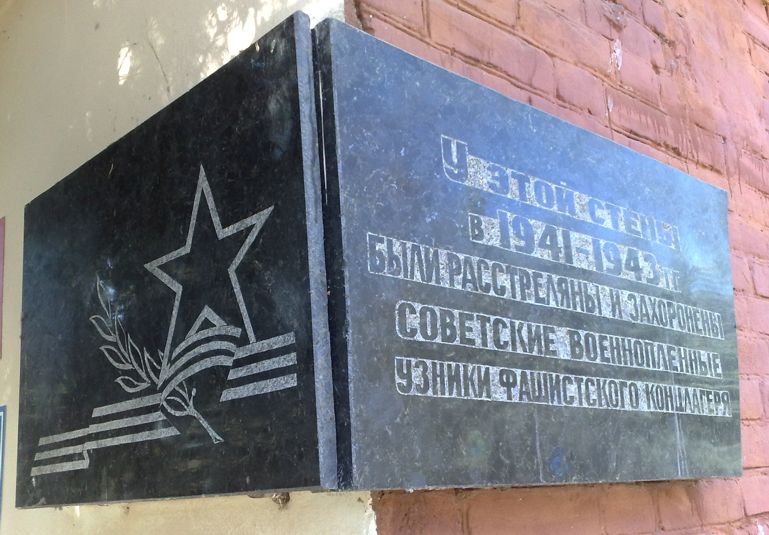 У ЭТОЙ СТЕНЫ
в 1941-1943 гг
БЫЛИ РАССТРЕЛЯНЫ И ЗАХОРОНЕНЫ
СОВЕТСКИЕ ВОЕННОПЛЕННЫЕ
УЗНИКИ ФАШИСТСКОГО КОНЦЛАГЕРЯ